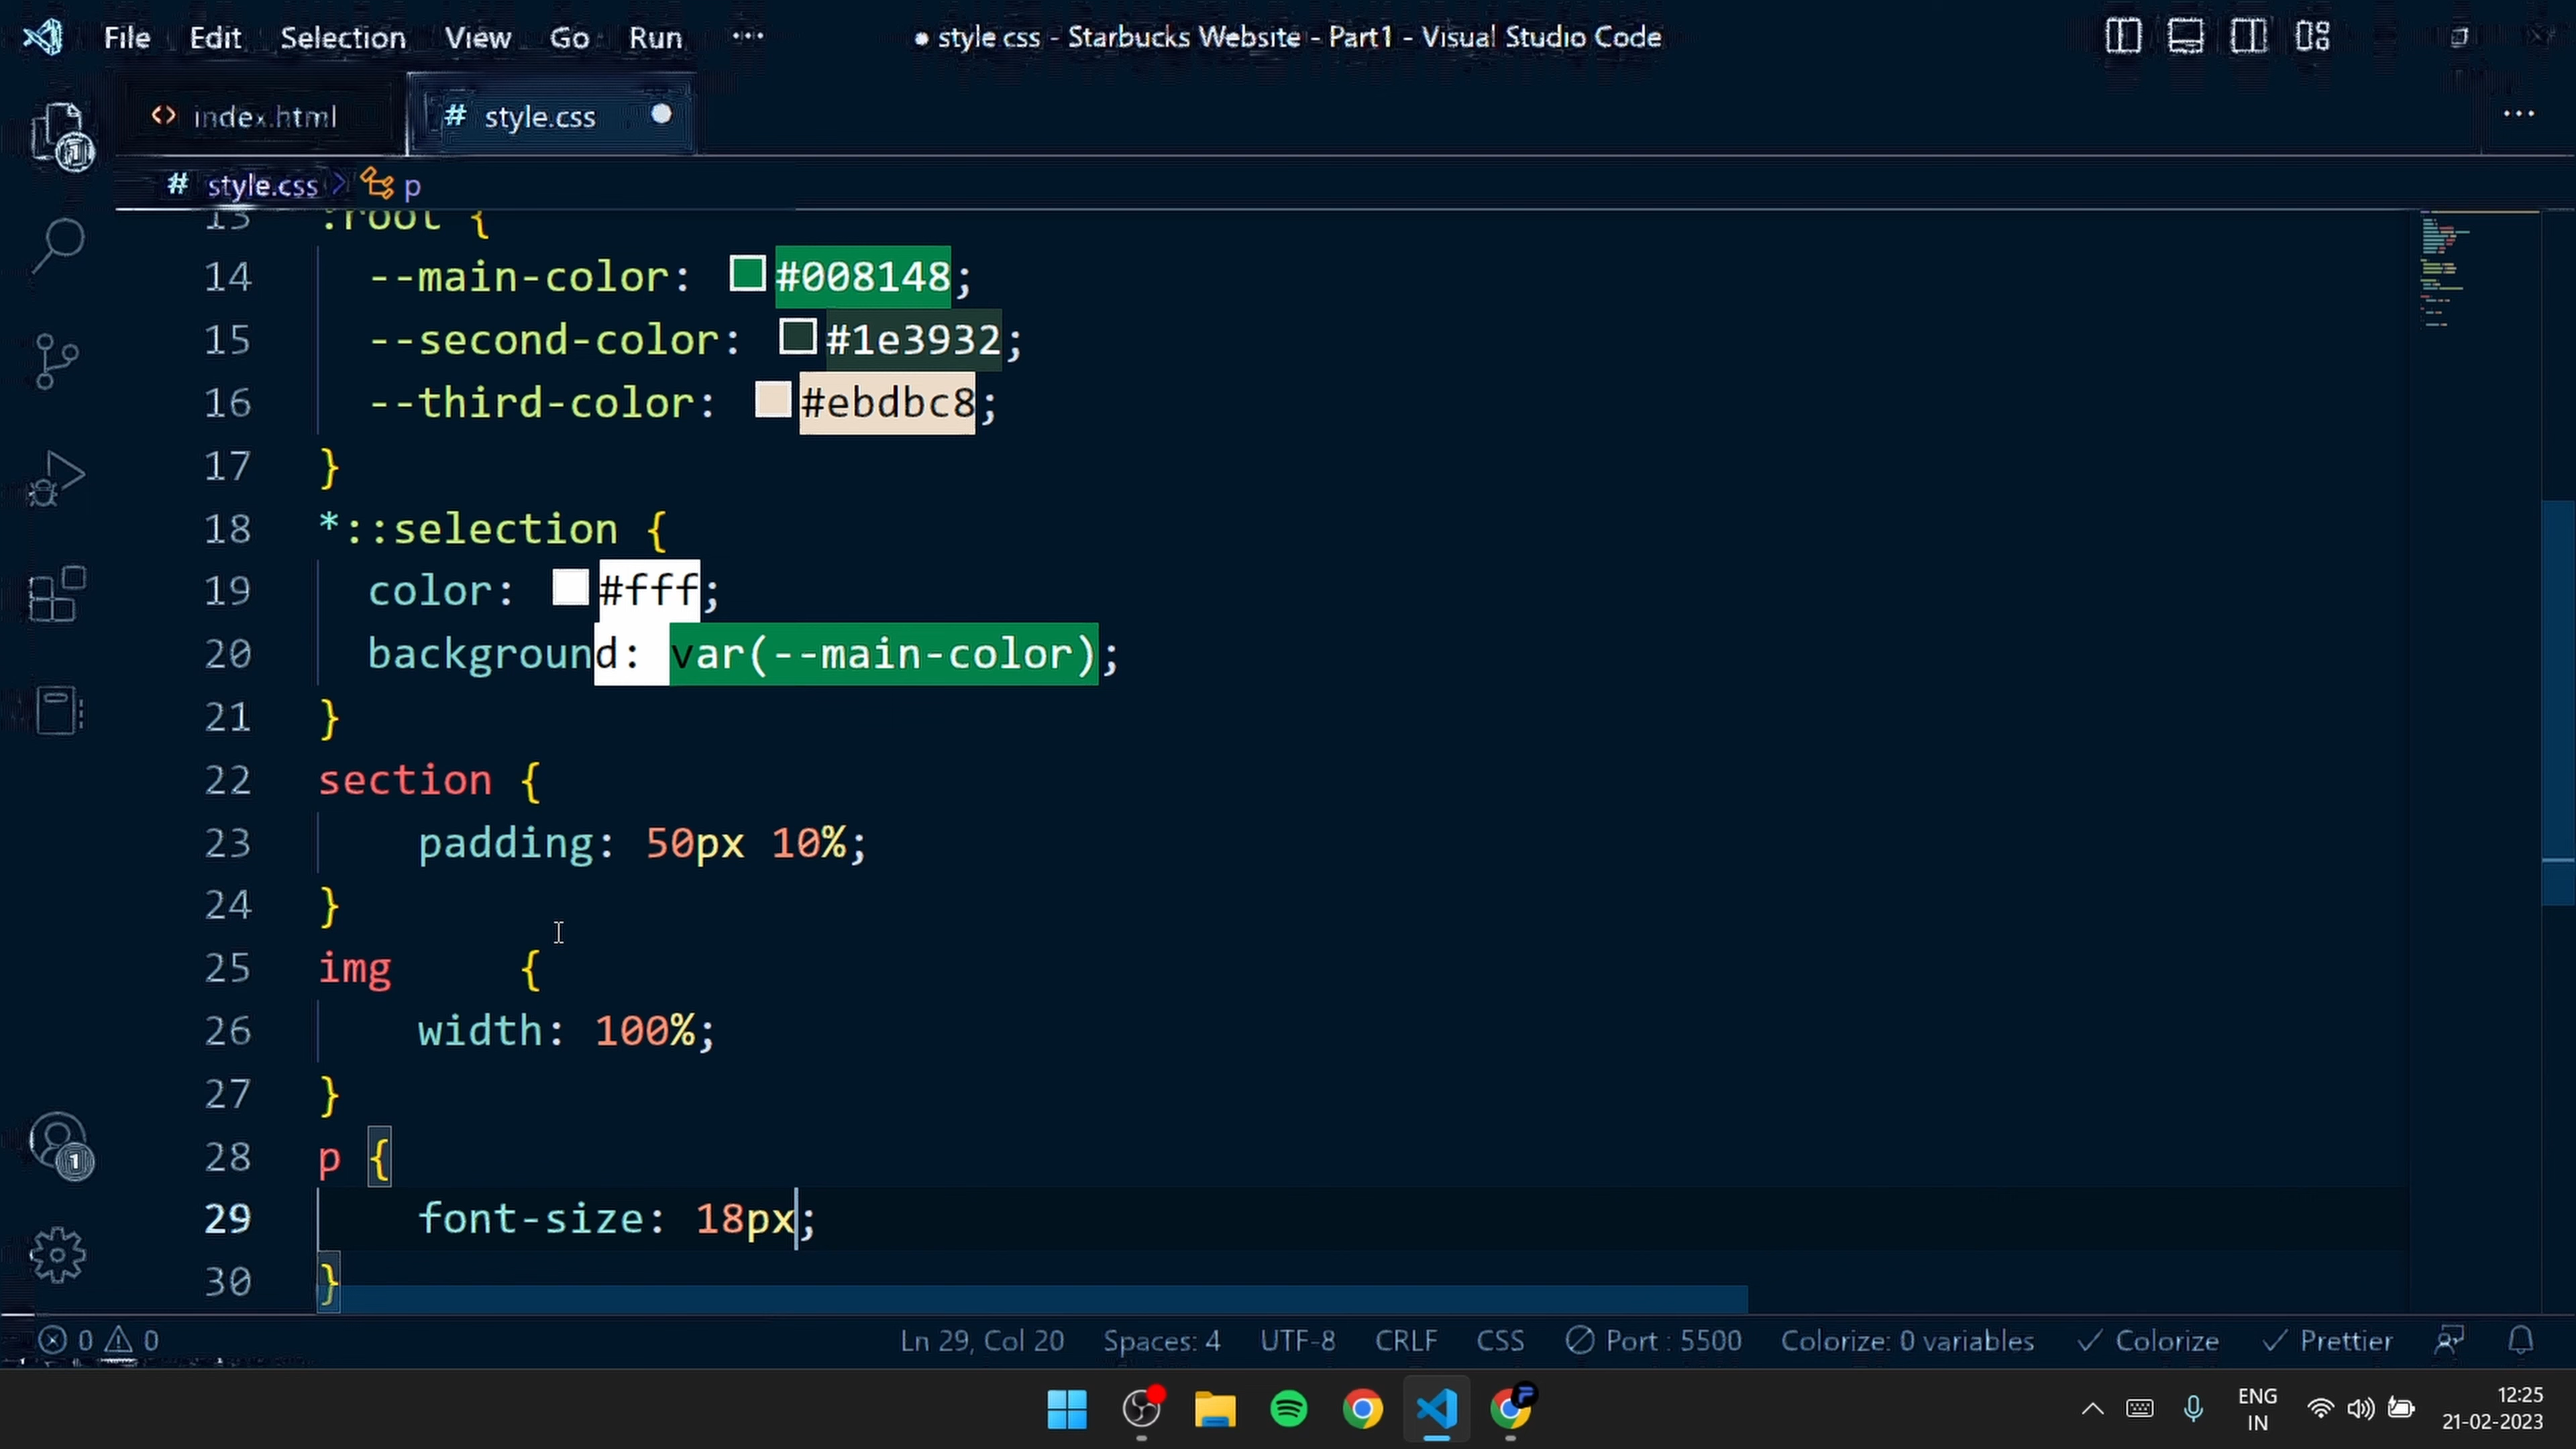 File Edit Selection View Go Run ···
● style css - Starbucks Website - Part1 - Visual Studio Code
<> index.html
# style.css ●
···
1
# style.css > p
13 :root {
14 --main-color: #008148;
15 --second-color: #1e3932;
16 --third-color: #ebdbc8;
17 }
18 *::selection {
19 color: #fff;
20 background: var(--main-color);
21 }
22 section {
23 padding: 50px 10%;
24 }
25 img {
26 width: 100%;
27 }
28 p {
29 font-size: 18px;
30 }
1
0 0 Ln 29, Col 20 Spaces: 4 UTF-8 CRLF CSS Port : 5500 Colorize: 0 variables ✓ Colorize ✓ Prettier
ENG
IN
12:25
21-02-2023